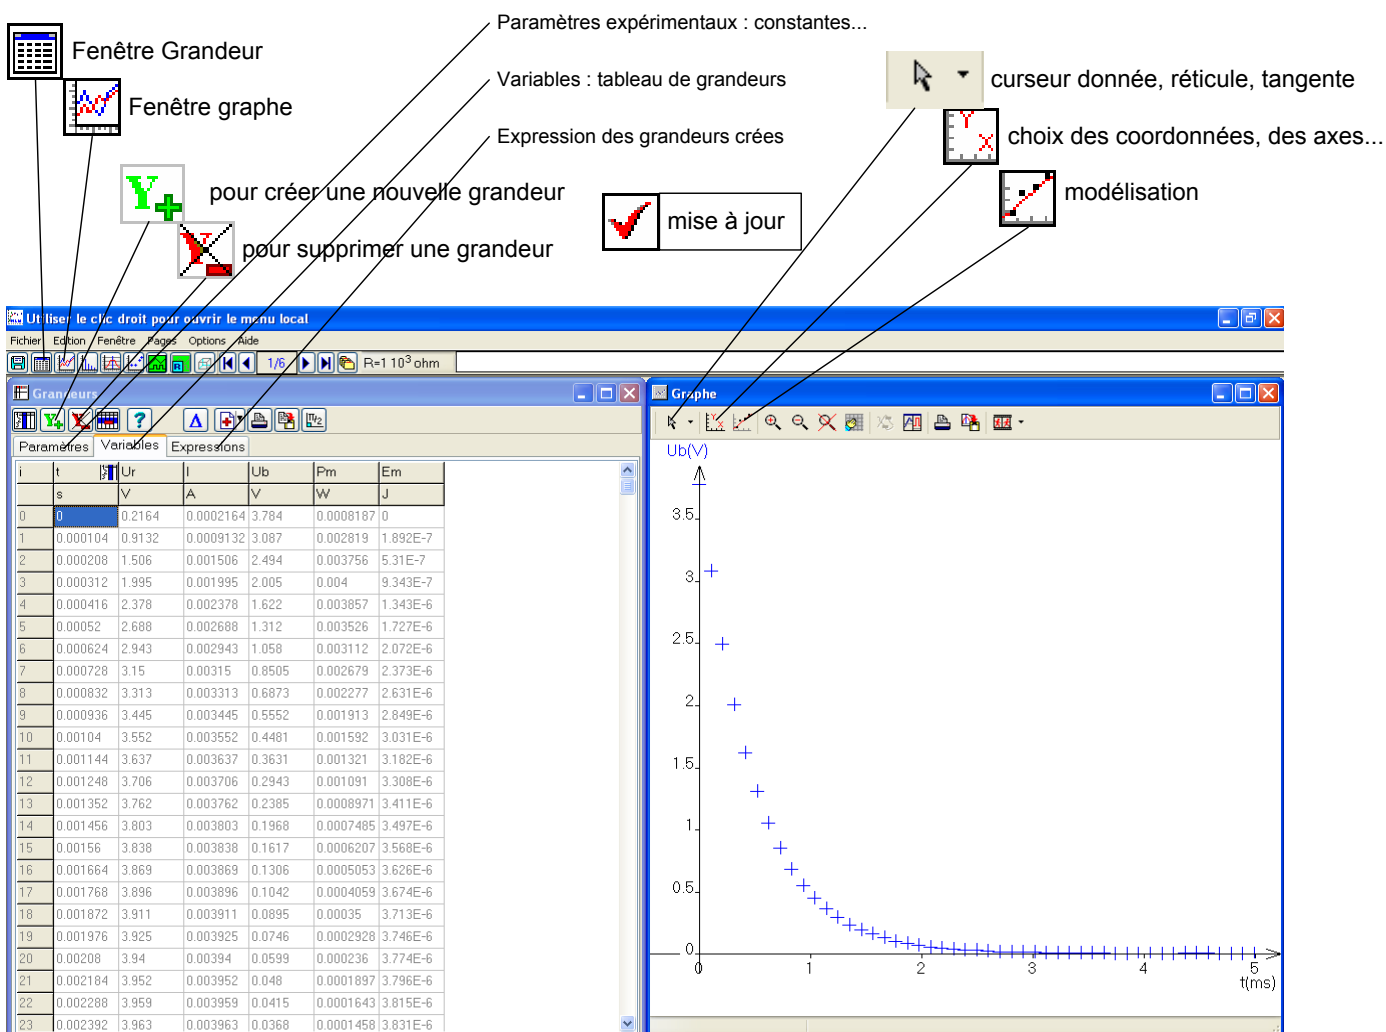 Paramètres expérimentaux : constantes...
Fenêtre Grandeur
Variables : tableau de grandeurs
curseur donnée, réticule, tangente
Fenêtre graphe
Expression des grandeurs crées
choix des coordonnées, des axes...
pour créer une nouvelle grandeur
modélisation
mise à jour
pour supprimer une grandeur
Utiliser le clic droit pour ouvrir le menu local
Fichier Edition Fenêtre Pages Options Aide
1/6 R=1 10³ ohm
Grandeurs
Graphe
Paramètres Variables Expressions
i t Ur I Ub Pm Em
s V A V W J
0 0 0.2164 0.0002164 3.784 0.0008187 0
1 0.000104 0.9132 0.0009132 3.087 0.002819 1.892E-7
2 0.000208 1.506 0.001506 2.494 0.003756 5.31E-7
3 0.000312 1.995 0.001995 2.005 0.004 9.343E-7
4 0.000416 2.378 0.002378 1.622 0.003857 1.343E-6
5 0.00052 2.688 0.002688 1.312 0.003526 1.727E-6
6 0.000624 2.943 0.002943 1.058 0.003112 2.072E-6
7 0.000728 3.15 0.00315 0.8505 0.002679 2.373E-6
8 0.000832 3.313 0.003313 0.6873 0.002277 2.631E-6
9 0.000936 3.445 0.003445 0.5552 0.001913 2.849E-6
10 0.00104 3.552 0.003552 0.4481 0.001592 3.031E-6
11 0.001144 3.637 0.003637 0.3631 0.001321 3.182E-6
12 0.001248 3.706 0.003706 0.2943 0.001091 3.308E-6
13 0.001352 3.762 0.003762 0.2385 0.0008971 3.411E-6
14 0.001456 3.803 0.003803 0.1968 0.0007485 3.497E-6
15 0.00156 3.838 0.003838 0.1617 0.0006207 3.568E-6
16 0.001664 3.869 0.003869 0.1306 0.0005053 3.626E-6
17 0.001768 3.896 0.003896 0.1042 0.0004059 3.674E-6
18 0.001872 3.911 0.003911 0.0895 0.00035 3.713E-6
19 0.001976 3.925 0.003925 0.0746 0.0002928 3.746E-6
20 0.00208 3.94 0.00394 0.0599 0.000236 3.774E-6
21 0.002184 3.952 0.003952 0.048 0.0001897 3.796E-6
22 0.002288 3.959 0.003959 0.0415 0.0001643 3.815E-6
23 0.002392 3.963 0.003963 0.0368 0.0001458 3.831E-6
Ub(V)
3.5
3
2.5
2
1.5
1
0.5
0
0 1 2 3 4 5
t(ms)